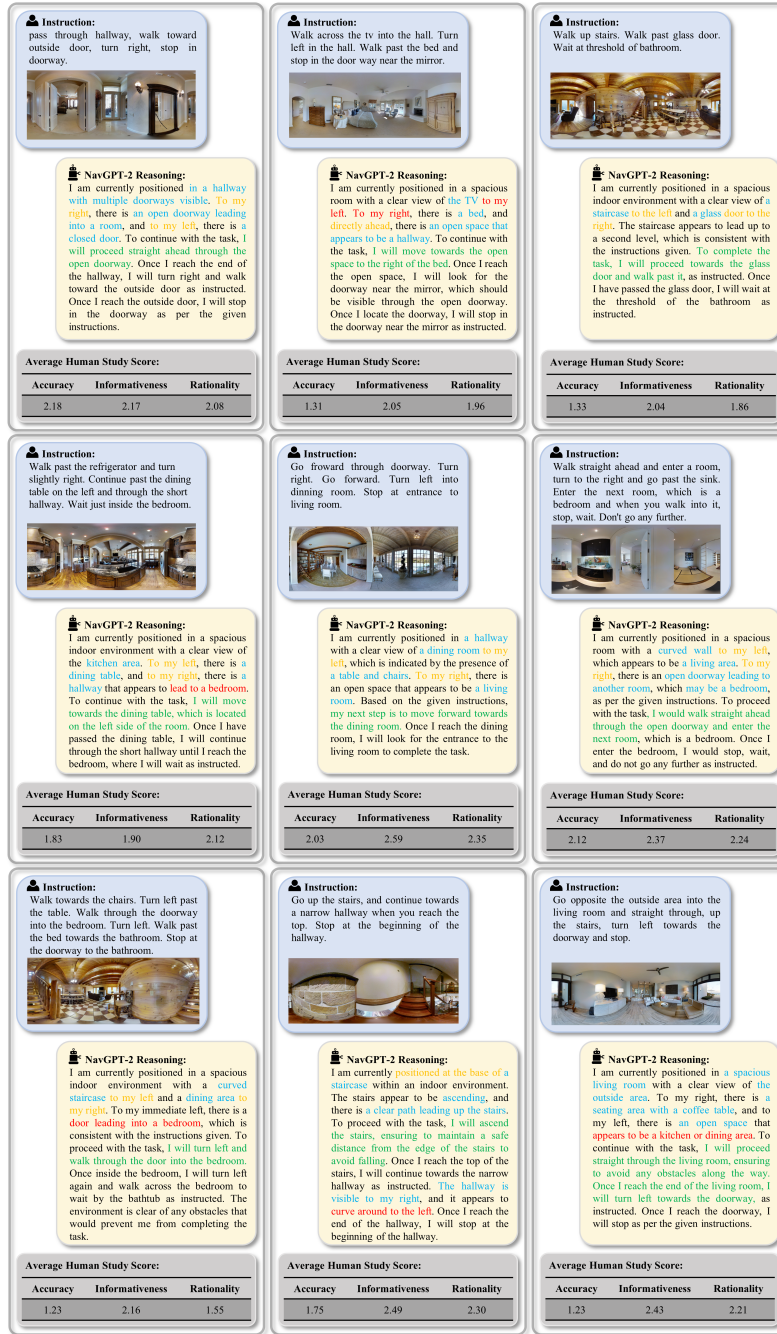 Instruction:
pass through hallway, walk toward
outside door, turn right, stop in
doorway.
NavGPT-2 Reasoning:
I am currently positioned in a hallway
with multiple doorways visible. To my
right, there is an open doorway leading
into a room, and to my left, there is
a closed door. To continue with the task, I
will proceed straight ahead through the
open doorway. Once I reach the end of
the hallway, I will turn right and walk
toward the outside door as instructed.
Once I reach the outside door, I will stop
in the doorway as per the given
instructions.
Average Human Study Score:
Accuracy Informativeness Rationality
2.18 2.17 2.08
Instruction:
Walk across the tv into the hall. Turn
left in the hall. Walk past the bed and
stop in the door way near the mirror.
NavGPT-2 Reasoning:
I am currently positioned in a spacious
room with a clear view of the TV to my
left. To my right, there is a bed, and
directly ahead, there is an open space that
appears to be a hallway. To continue with
the task, I will move towards the open
space to the right of the bed. Once I reach
the open space, I will look for the
doorway near the mirror, which should
be visible through the open doorway.
Once I locate the doorway, I will stop in
the doorway near the mirror as instructed.
Average Human Study Score:
Accuracy Informativeness Rationality
1.31 2.05 1.96
Instruction:
Walk up stairs. Walk past glass door.
Wait at threshold of bathroom.
NavGPT-2 Reasoning:
I am currently positioned in a spacious
indoor environment with a clear view of a
staircase to the left and a glass door to the
right. The staircase appears to lead up to
a second level, which is consistent with
the instructions given. To complete the
task, I will proceed towards the glass
door and walk past it, as instructed. Once
I have passed the glass door, I will wait at
the threshold of the bathroom as
instructed.
Average Human Study Score:
Accuracy Informativeness Rationality
1.33 2.04 1.86
Instruction:
Walk past the refrigerator and turn
slightly right. Continue past the dining
table on the left and through the short
hallway. Wait just inside the bedroom.
NavGPT-2 Reasoning:
I am currently positioned in a spacious
indoor environment with a clear view of
the kitchen area. To my left, there is a
dining table, and to my right, there is a
hallway that appears to lead to a bedroom.
To continue with the task, I will move
towards the dining table, which is located
on the left side of the room. Once I have
passed the dining table, I will continue
through the short hallway until I reach the
bedroom, where I will wait as instructed.
Average Human Study Score:
Accuracy Informativeness Rationality
1.83 1.90 2.12
Instruction:
Go froward through doorway. Turn
right. Go forward. Turn left into
dinning room. Stop at entrance to
living room.
NavGPT-2 Reasoning:
I am currently positioned in a hallway
with a clear view of a dining room to my
left, which is indicated by the presence of
a table and chairs. To my right, there is
an open space that appears to be a living
room. Based on the given instructions,
my next step is to move forward towards
the dining room. Once I reach the dining
room, I will look for the entrance to the
living room to complete the task.
Average Human Study Score:
Accuracy Informativeness Rationality
2.03 2.59 2.35
Instruction:
Walk straight ahead and enter a room,
turn to the right and go past the sink.
Enter the next room, which is a
bedroom and when you walk into it,
stop, wait. Don't go any further.
NavGPT-2 Reasoning:
I am currently positioned in a spacious
room with a curved wall to my left,
which appears to be a living area. To my
right, there is an open doorway leading to
another room, which may be a bedroom,
as per the given instructions. To proceed
with the task. I would walk straight ahead
through the open doorway and enter the
next room, which is a bedroom. Once I
enter the bedroom, I would stop, wait,
and do not go any further as instructed.
Average Human Study Score:
Accuracy Informativeness Rationality
2.12 2.37 2.24
Instruction:
Walk towards the chairs. Turn left past
the table. Walk through the doorway
into the bedroom. Turn left. Walk past
the bed towards the bathroom. Stop at
the doorway to the bathroom.
NavGPT-2 Reasoning:
I am currently positioned in a spacious
indoor environment with a curved
staircase to my left and a dining area to
my right. To my immediate left, there is a
door leading into a bedroom, which is
consistent with the instructions given. To
proceed with the task, I will turn left and
walk through the door into the bedroom.
Once inside the bedroom, I will turn left
again and walk across the bedroom to
wait by the bathtub as instructed. The
environment is clear of any obstacles that
would prevent me from completing the
task.
Average Human Study Score:
Accuracy Informativeness Rationality
1.23 2.16 1.55
Instruction:
Go up the stairs, and continue towards
a narrow hallway when you reach the
top. Stop at the beginning of the
hallway.
NavGPT-2 Reasoning:
I am currently positioned at the base of a
staircase within an indoor environment.
The stairs appear to be ascending, and
there is a clear path leading up the stairs.
To proceed with the task, I will ascend
the stairs, ensuring to maintain a safe
distance from the edge of the stairs to
avoid falling. Once I reach the top of the
stairs, I will continue towards the narrow
hallway as instructed. The hallway is
visible to my right, and it appears to
curve around to the left. Once I reach the
end of the hallway, I will stop at the
beginning of the hallway.
Average Human Study Score:
Accuracy Informativeness Rationality
1.75 2.49 2.30
Instruction:
Go opposite the outside area into the
living room and straight through, up
the stairs, turn left towards the
doorway and stop.
NavGPT-2 Reasoning:
I am currently positioned in a spacious
living room with a clear view of the
outside area. To my right, there is a
seating area with a coffee table, and to
my left, there is an open space that
appears to be a kitchen or dining area. To
continue with the task, I will proceed
straight through the living room, ensuring
to avoid any obstacles along the way.
Once I reach the end of the living room, I
will turn left towards the doorway, as
instructed. Once I reach the doorway, I
will stop as per the given instructions.
Average Human Study Score:
Accuracy Informativeness Rationality
1.23 2.43 2.21